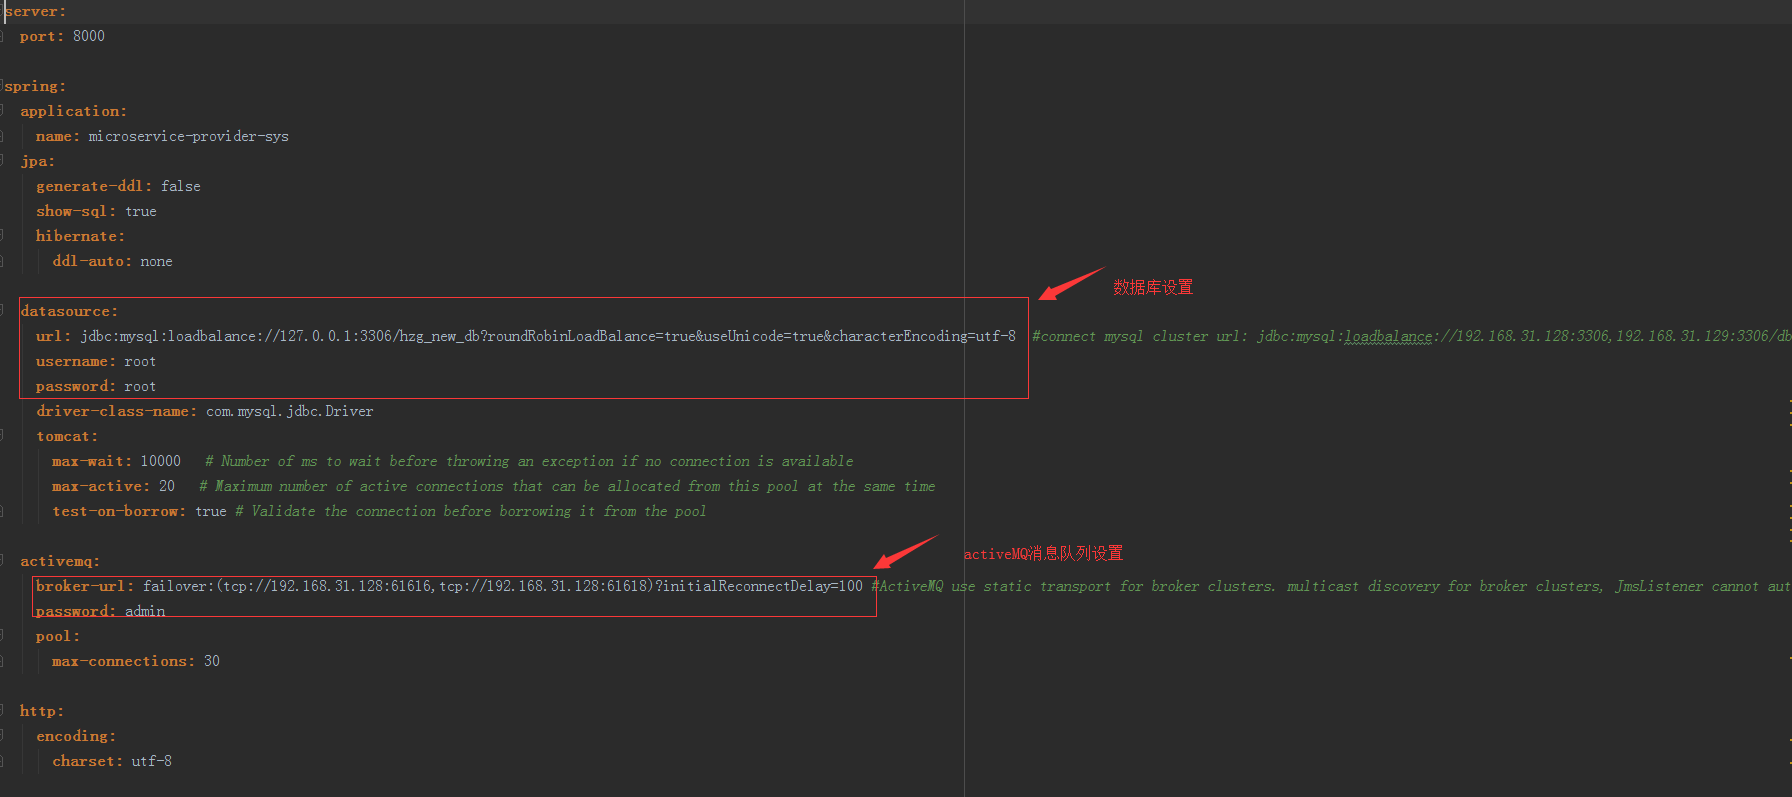 server:
port: 8000
spring:
application:
name: microservice-provider-sys
jpa:
generate-ddl: false
show-sql: true
hibernate:
ddl-auto: none
数据库设置
datasource:
url: jdbc:mysql:loadbalance://127.0.0.1:3306/hzg_new_db?roundRobinLoadBalance=true&useUnicode=true&characterEncoding=utf-8 #connect mysql cluster url: jdbc:mysql:loadbalance://192.168.31.128:3306,192.168.31.129:3306/db
username: root
password: root
driver-class-name: com.mysql.jdbc.Driver
tomcat:
max-wait: 10000 # Number of ms to wait before throwing an exception if no connection is available
max-active: 20 # Maximum number of active connections that can be allocated from this pool at the same time
test-on-borrow: true # Validate the connection before borrowing it from the pool
activeMQ消息队列设置
activemq:
broker-url: failover:(tcp://192.168.31.128:61616,tcp://192.168.31.128:61618)?initialReconnectDelay=100 #ActiveMQ use static transport for broker clusters. multicast discovery for broker clusters, JmsListener cannot aut
password: admin
pool:
max-connections: 30
http:
encoding:
charset: utf-8